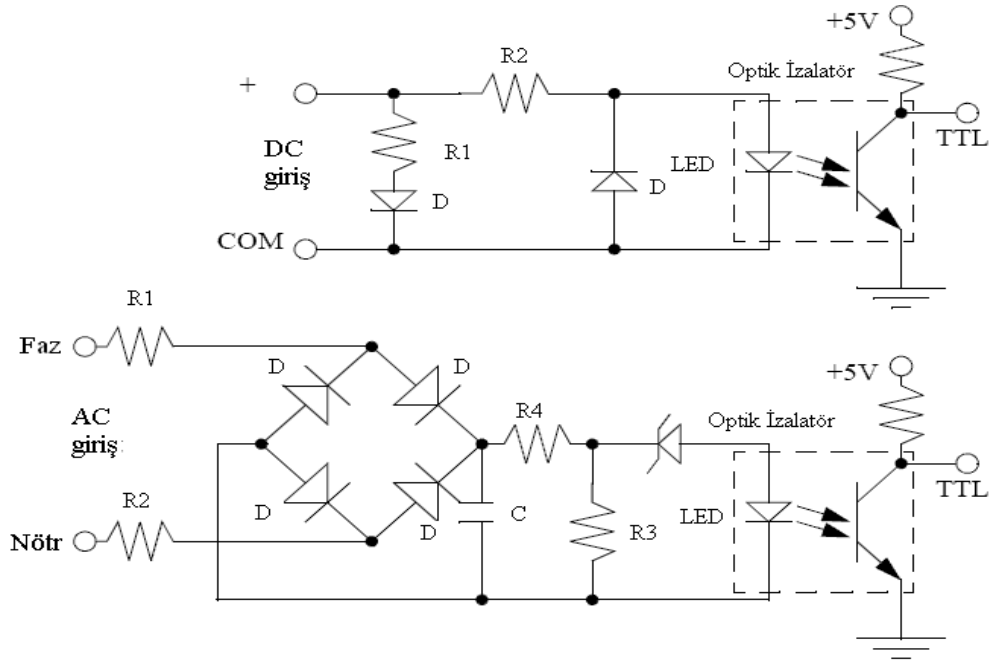 +5V
R2
Optik İzalatör
+
R1
TTL
DC
giriş
LED
D
D
COM
R1
Faz
+5V
D
D
R4
Optik İzalatör
AC
giriş:
TTL
R2
D
D
C
R3
LED
Nötr